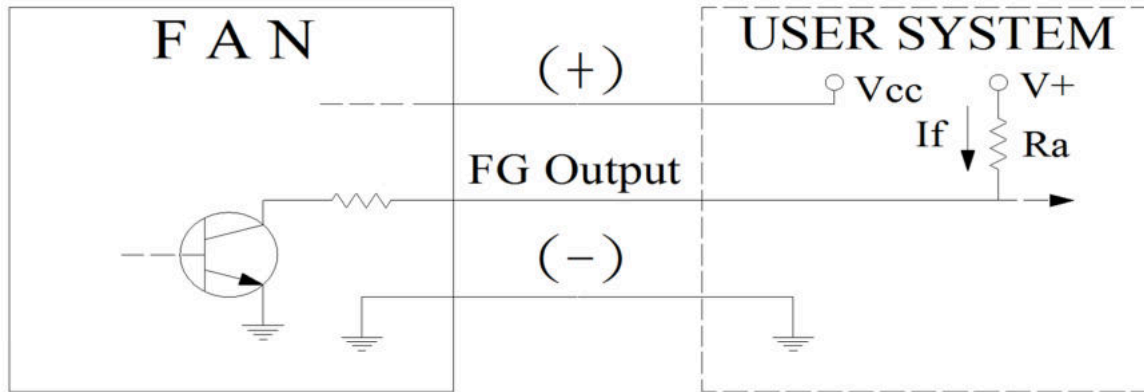 F A N
USER SYSTEM
(+)
Vcc
V+
If
Ra
FG Output
(-)